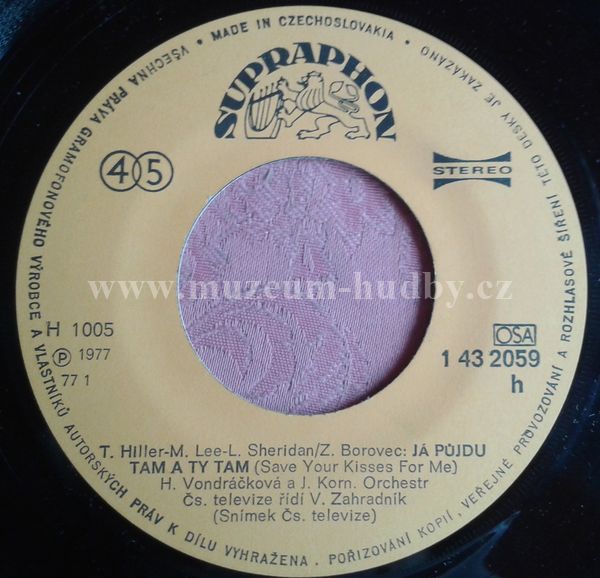 VŠECHNA PRÁVA GRAMOFONOVÉHO VÝROBCE A VLASTNÍKŮ AUTORSKÝCH PRÁV K DÍLU VYHRAŽENA . POŘIZOVÁNÍ KOPIÍ , VEŘEJNÉ PROVOZOVÁNÍ A ROZHLASOVÉ ŠÍŘENÍ TÉTO DESKY JE ZAKÁZÁNO
• MADE IN CZECHOSLOVAKIA •
SUPRAPHON
45
STEREO
www.muzeum-hudby.cz
H 1005
Ⓟ 1977
77 1
OSA
1 43 2059
h
T. Hiller-M. Lee-L. Sheridan/Z. Borovec: JÁ PŮJDU
TAM A TY TAM (Save Your Kisses For Me)
H. Vondráčková a J. Korn. Orchestr
Čs. televize řídí V. Zahradník
(Snímek Čs. televize)